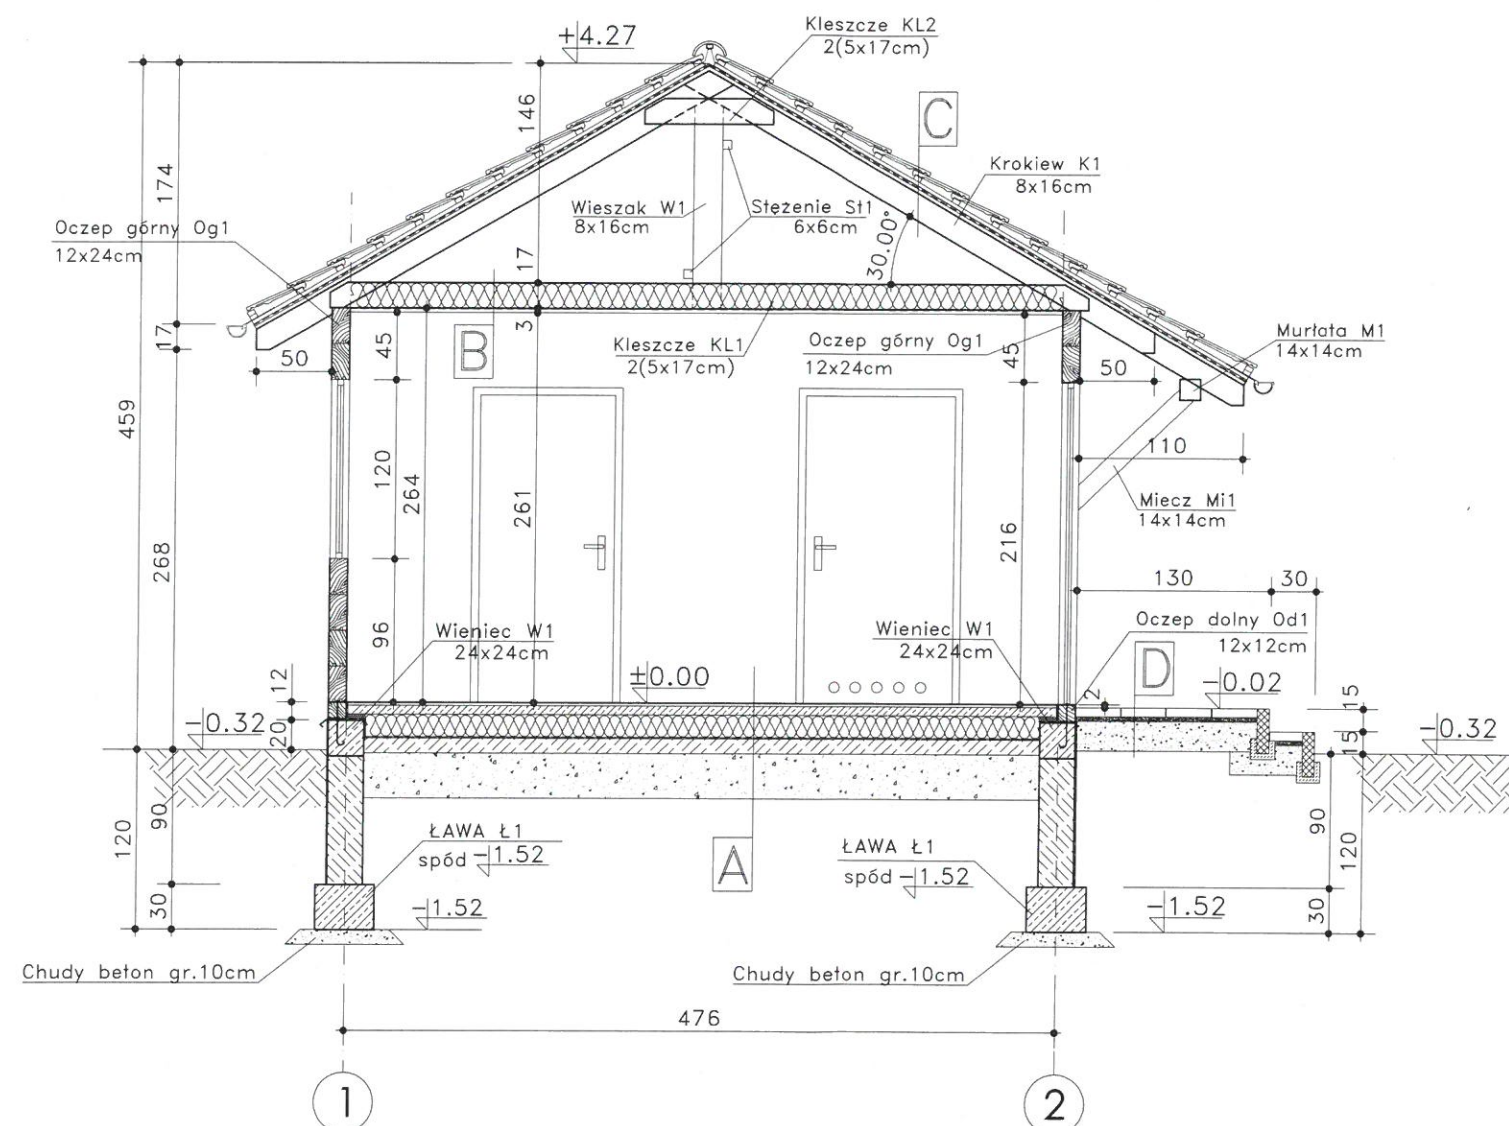 +4.27
Kleszcze KL2
2(5x17cm)
146
C
174
Krokiew K1
8x16cm
Wieszak W1
8x16cm
Stężenie St1
6x6cm
Oczep górny Og1
12x24cm
30.00°
17
17
3
B
45
Kleszcze KL1
2(5x17cm)
Oczep górny Og1
12x24cm
45
Murłata M1
14x14cm
50
50
459
110
120
264
261
216
Miecz Mi1
14x14cm
268
130
30
96
Wieniec W1
24x24cm
Wieniec W1
24x24cm
Oczep dolny Od1
12x12cm
D
±0.00
12
2
-0.02
15
-0.32
20
-0.32
15
90
120
ŁAWA Ł1
spód -1.52
A
ŁAWA Ł1
spód -1.52
90
120
30
-1.52
-1.52
30
Chudy beton gr.10cm
Chudy beton gr.10cm
476
1
2